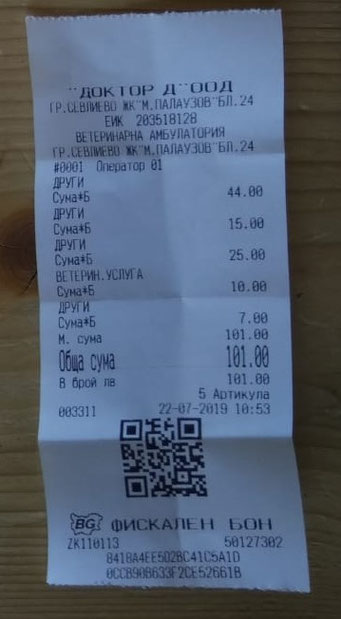 "ДОКТОР Д" ООД
ГР.СЕВЛИЕВО ЖК"М.ПАЛАУЗОВ"БЛ.24
ЕИК 203518128
ВЕТЕРИНАРНА АМБУЛАТОРИЯ
ГР.СЕВЛИЕВО ЖК"М.ПАЛАУЗОВ"БЛ.24
#0001 Оператор 01
ДРУГИ
Сума*Б 44.00
ДРУГИ
Сума*Б 15.00
ДРУГИ
Сума*Б 25.00
ВЕТЕРИН.УСЛУГА
Сума*Б 10.00
ДРУГИ
Сума*Б 7.00
М. сума 101.00
Обща сума 101.00
В брой лв 101.00
5 Артикула
003311 22-07-2019 10:53
BG ФИСКАЛЕН БОН
ZK110113 50127302
841BA4EE5D2BC41C5A1D
0CCB90B633F2CE52661B